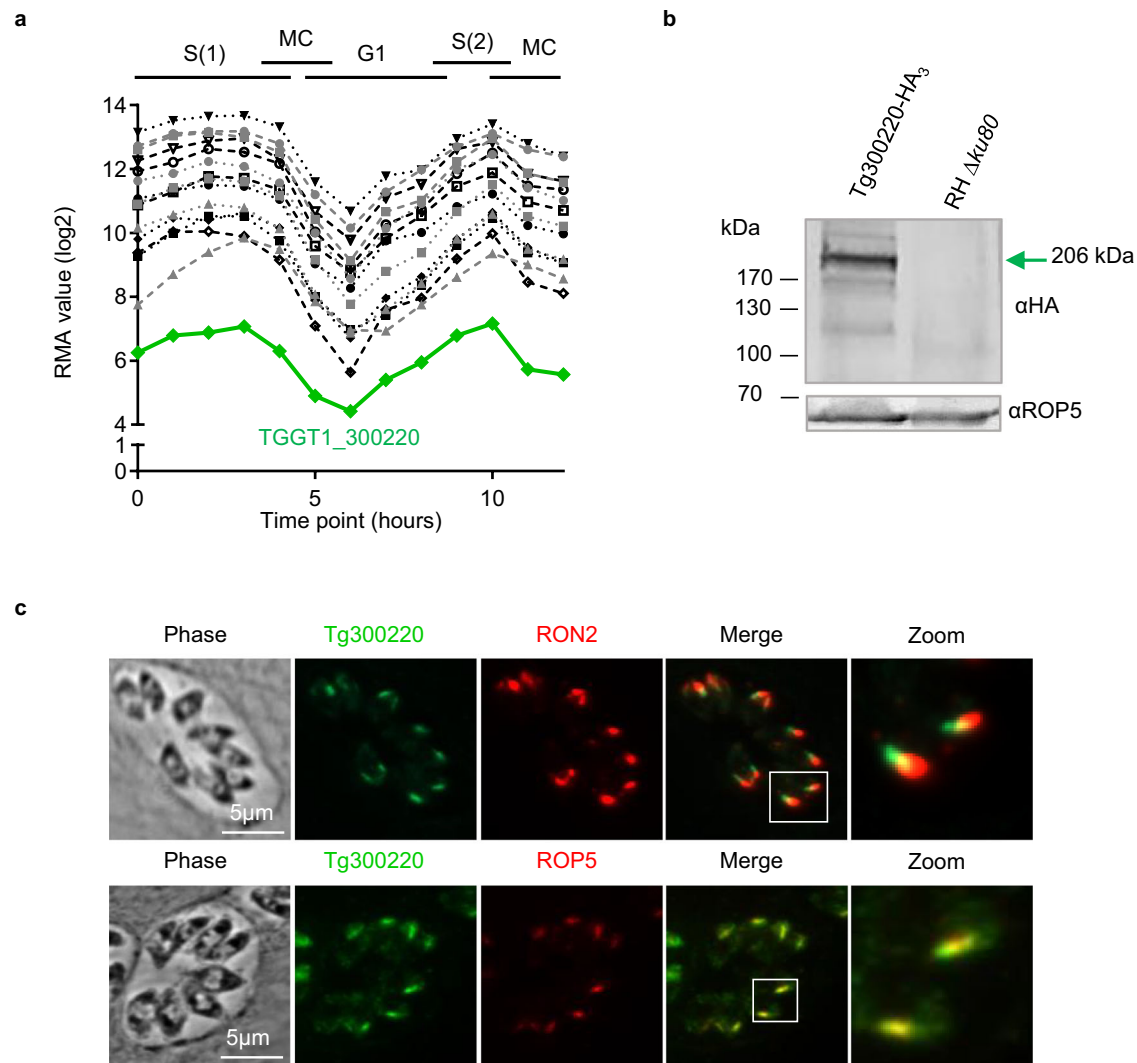 a
S(1)
MC
G1
S(2)
MC
14
12
10
8
6
4
1
0
RMA value (log2)
TGGT1_300220
0
5
10
Time point (hours)
b
Tg300220-HA3
RH Δku80
kDa
170
130
100
70
206 kDa
αHA
αROP5
c
Phase
Tg300220
RON2
Merge
Zoom
5µm
Phase
Tg300220
ROP5
Merge
Zoom
5µm